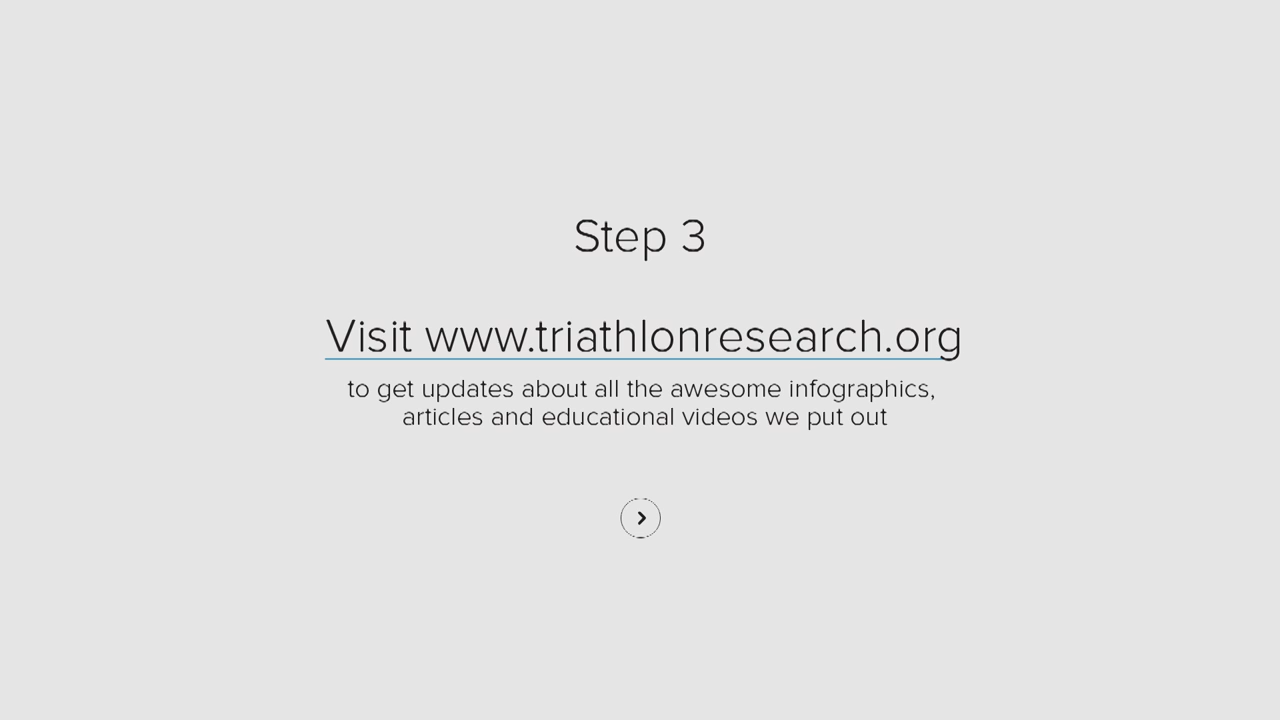 Step 3
Visit www.triathlonresearch.org
to get updates about all the awesome infographics,
articles and educational videos we put out